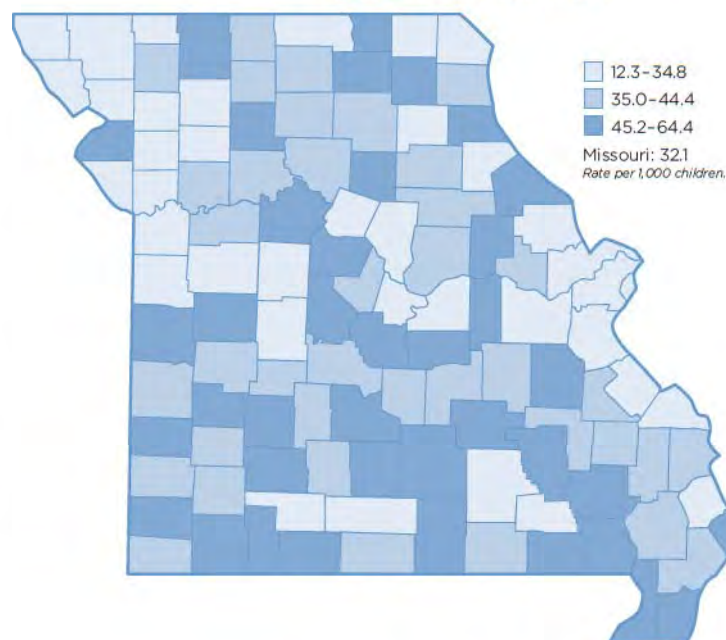 12.3–34.8
35.0–44.4
45.2–64.4
Missouri: 32.1
Rate per 1,000 children.